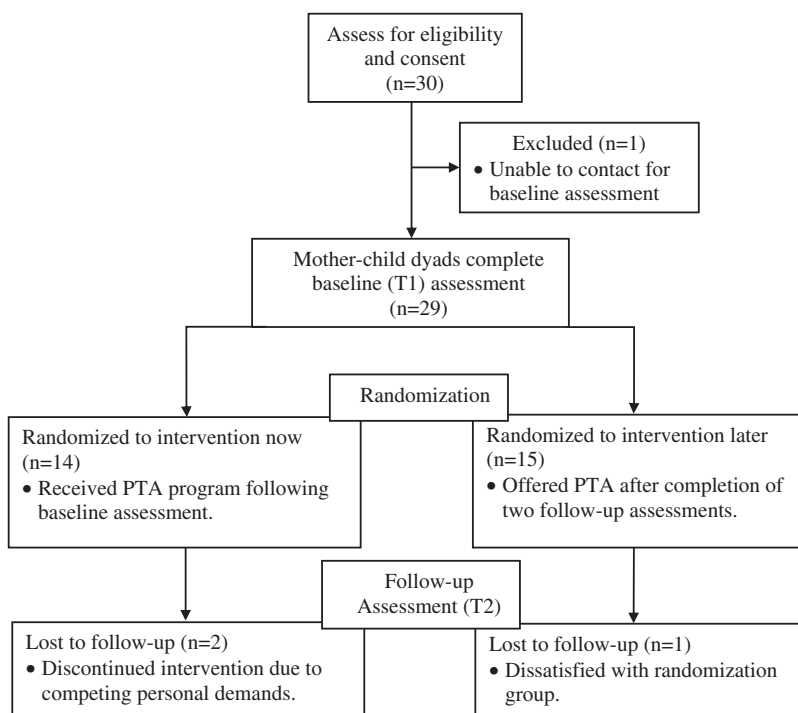 Assess for eligibility
and consent
(n=30)
Excluded (n=1)
• Unable to contact for
baseline assessment
Mother-child dyads complete
baseline (T1) assessment
(n=29)
Randomization
Randomized to intervention now
(n=14)
• Received PTA program following
baseline assessment.
Randomized to intervention later
(n=15)
• Offered PTA after completion of
two follow-up assessments.
Follow-up
Assessment (T2)
Lost to follow-up (n=2)
• Discontinued intervention due to
competing personal demands.
Lost to follow-up (n=1)
• Dissatisfied with randomization
group.